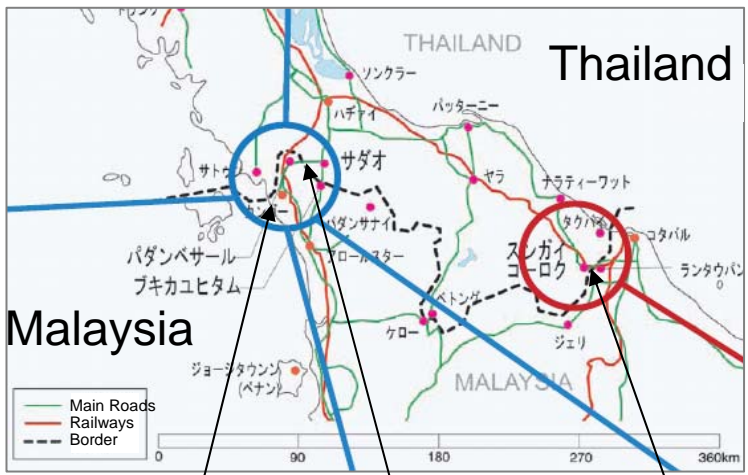 THAILAND
Thailand
ソンクラー
ハヂャイ
パッターニー
サトゥン
サダオ
ヤラ
ナラティーワット
タクバイ
コタバル
パダンサナイ
スンガイ
コーロク
ランタウパン
パダンベサール
アロールスター
ブキカユヒタム
ベトング
ケロー
ジェリ
Malaysia
MALAYSIA
ジョージタウンン
(ペナン)
Main Roads
Railways
Border
0
90
180
270
360km